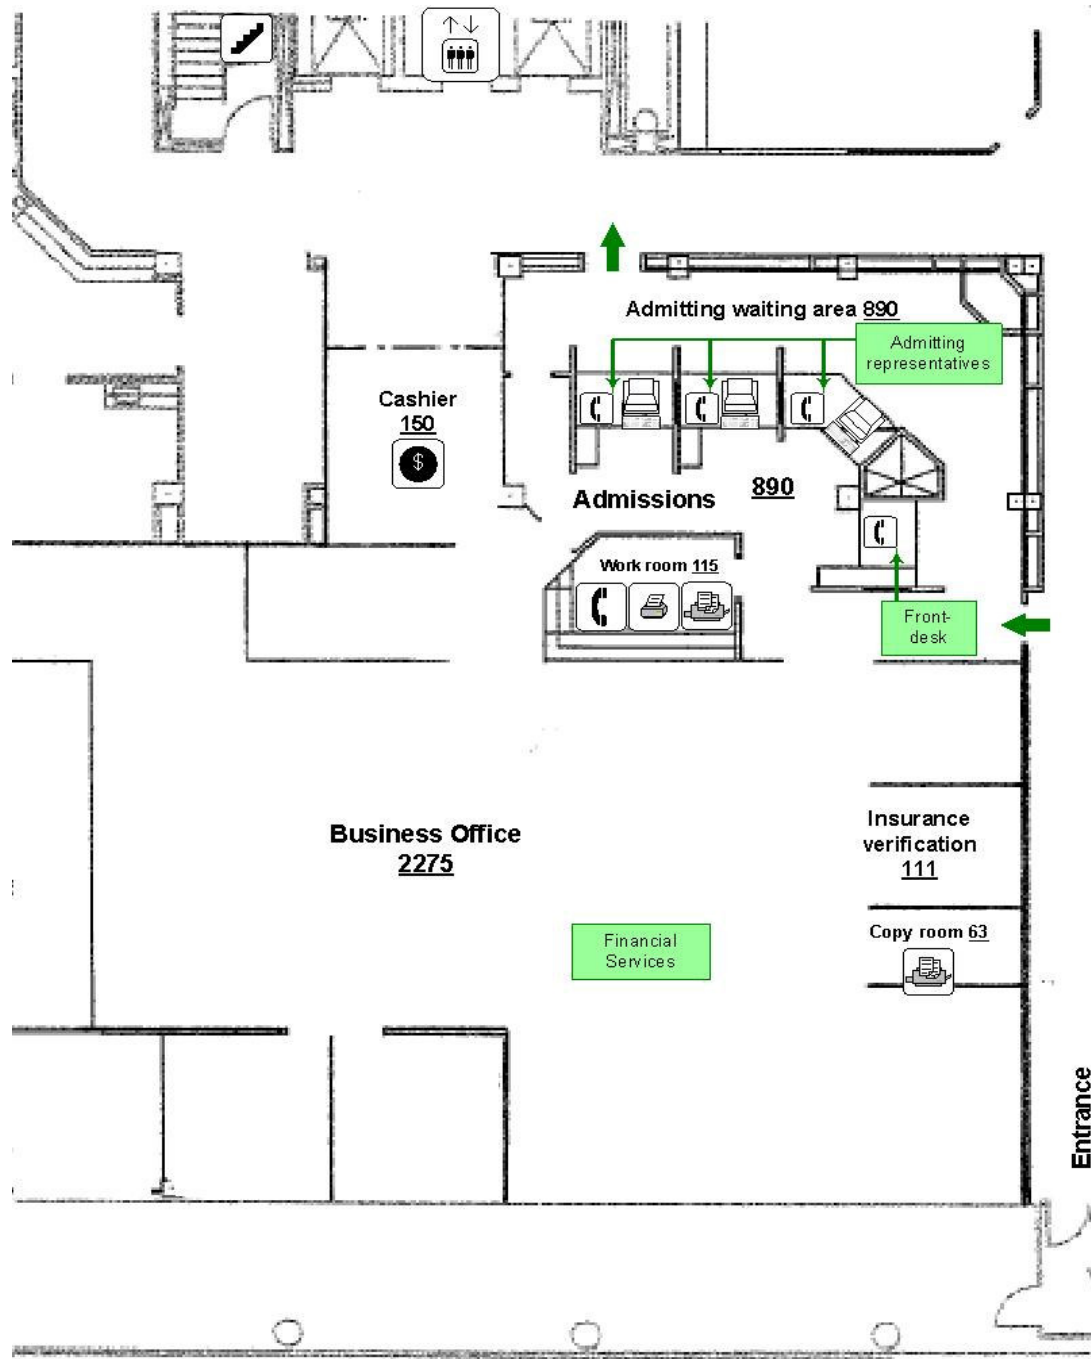 Admitting waiting area 890
Admitting
representatives
Cashier
150
$
890
Admissions
Work room 115
Front-
desk
Business Office
2275
Insurance
verification
111
Financial
Services
Copy room 63
Entrance